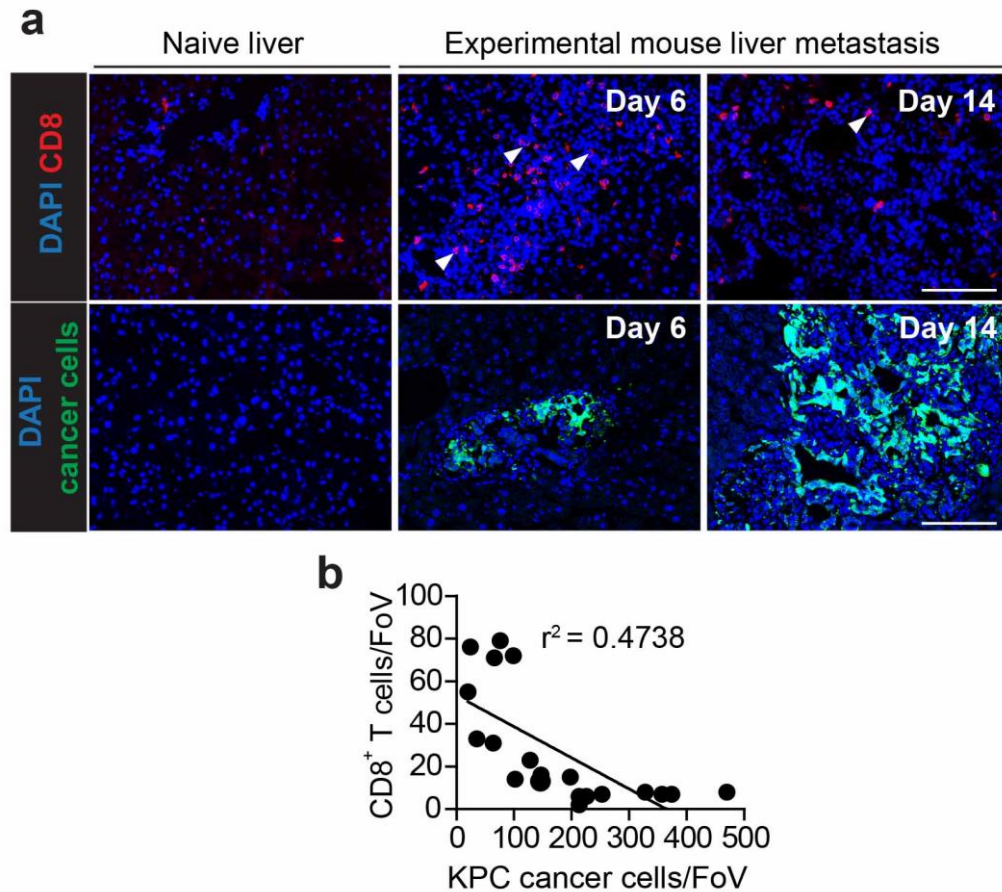 a
Naive liver
Experimental mouse liver metastasis
DAPI CD8
Day 6
Day 14
DAPI
cancer cells
Day 6
Day 14
b
CD8⁺ T cells/FoV
100
80
60
40
20
0
r² = 0.4738
0 100 200 300 400 500
KPC cancer cells/FoV